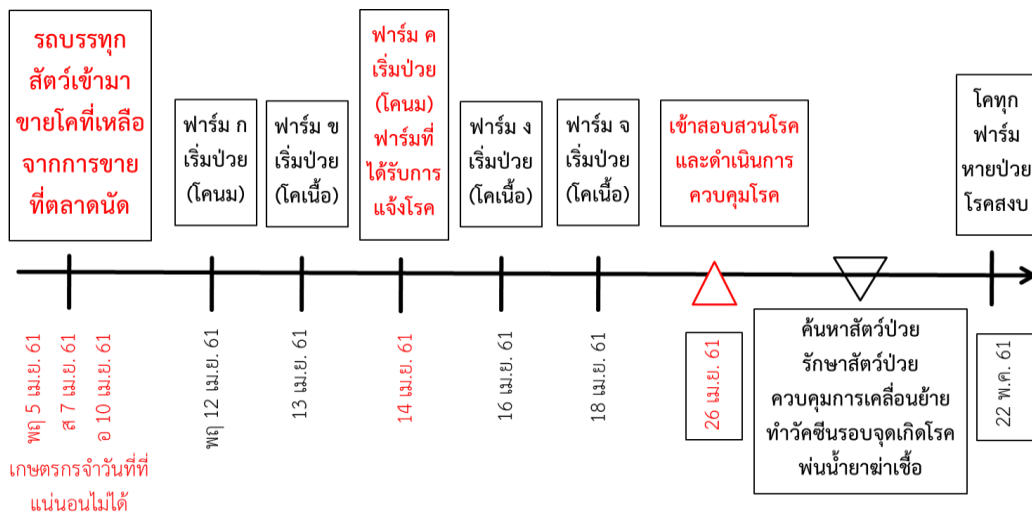 รถบรรทุก
สัตว์เข้ามา
ขายโคที่เหลือ
จากการขาย
ที่ตลาดนัด
ฟาร์ม ก
เริ่มป่วย
(โคนม)
ฟาร์ม ข
เริ่มป่วย
(โคเนื้อ)
ฟาร์ม ค
เริ่มป่วย
(โคนม)
ฟาร์มที่
ได้รับการ
แจ้งโรค
ฟาร์ม ง
เริ่มป่วย
(โคเนื้อ)
ฟาร์ม จ
เริ่มป่วย
(โคเนื้อ)
เข้าสอบสวนโรค
และดำเนินการ
ควบคุมโรค
โคทุก
ฟาร์ม
หายป่วย
โรคสงบ
พฤ 5 เม.ย. 61
ส 7 เม.ย. 61
อ 10 เม.ย. 61
เกษตรกรจำวันที่ที่
แน่นอนไม่ได้
พฤ 12 เม.ย. 61
13 เม.ย. 61
14 เม.ย. 61
16 เม.ย. 61
18 เม.ย. 61
26 เม.ย. 61
ค้นหาสัตว์ป่วย
รักษาสัตว์ป่วย
ควบคุมการเคลื่อนย้าย
ทำวัคซีนรอบจุดเกิดโรค
พ่นน้ำยาฆ่าเชื้อ
22 พ.ค. 61